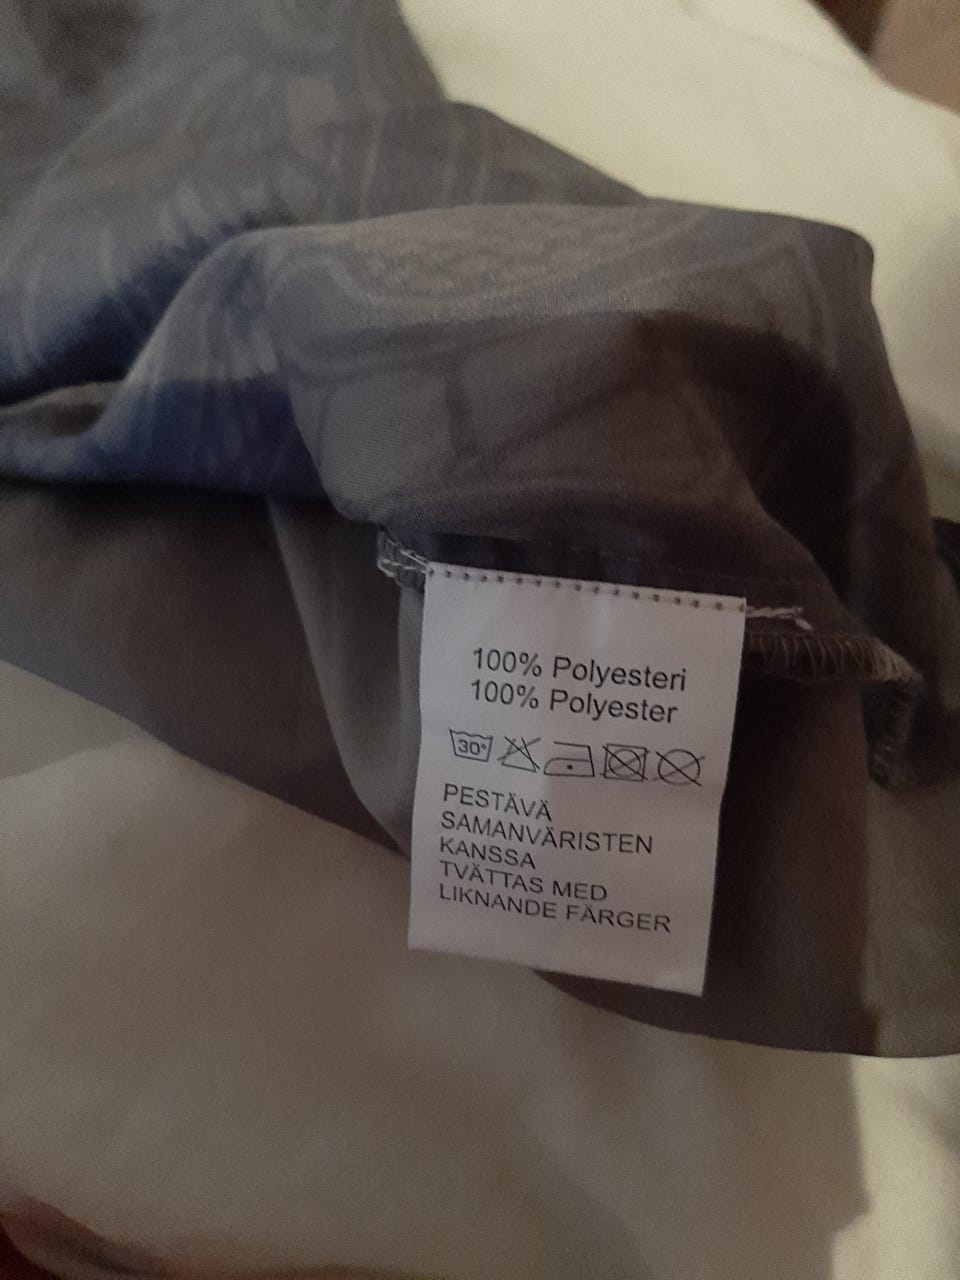 100% Polyesteri
100% Polyester
30°
PESTÄVÄ
SAMANVÄRISTEN
KANSSA
TVÄTTAS MED
LIKNANDE FÄRGER